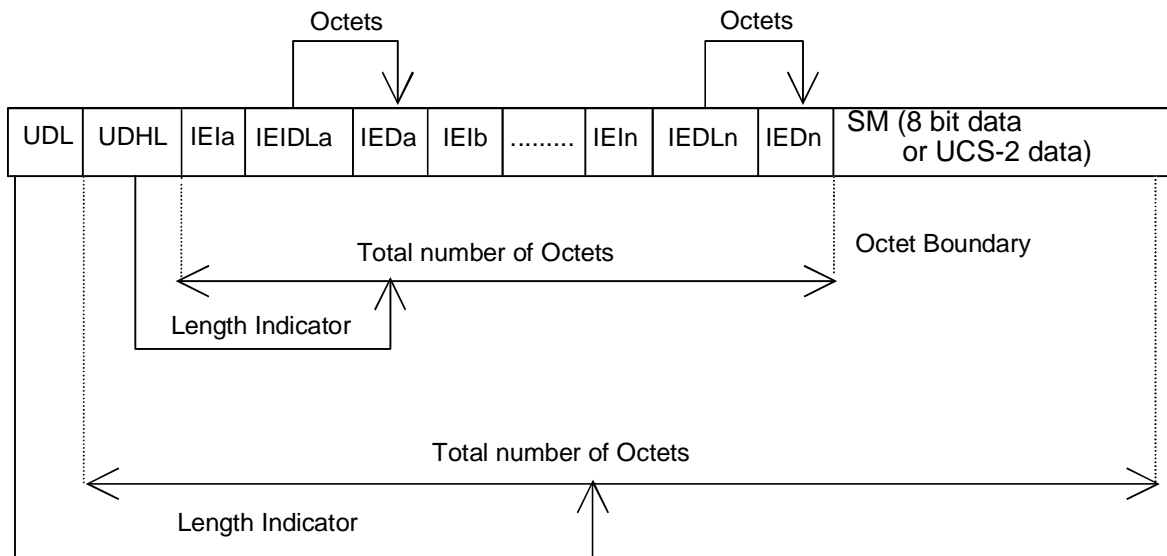 Octets
Octets
UDL UDHL IEIa IEIDLa IEDa IEIb ......... IEIn IEDLn IEDn SM (8 bit data
or UCS-2 data)
Total number of Octets
Octet Boundary
Length Indicator
Total number of Octets
Length Indicator